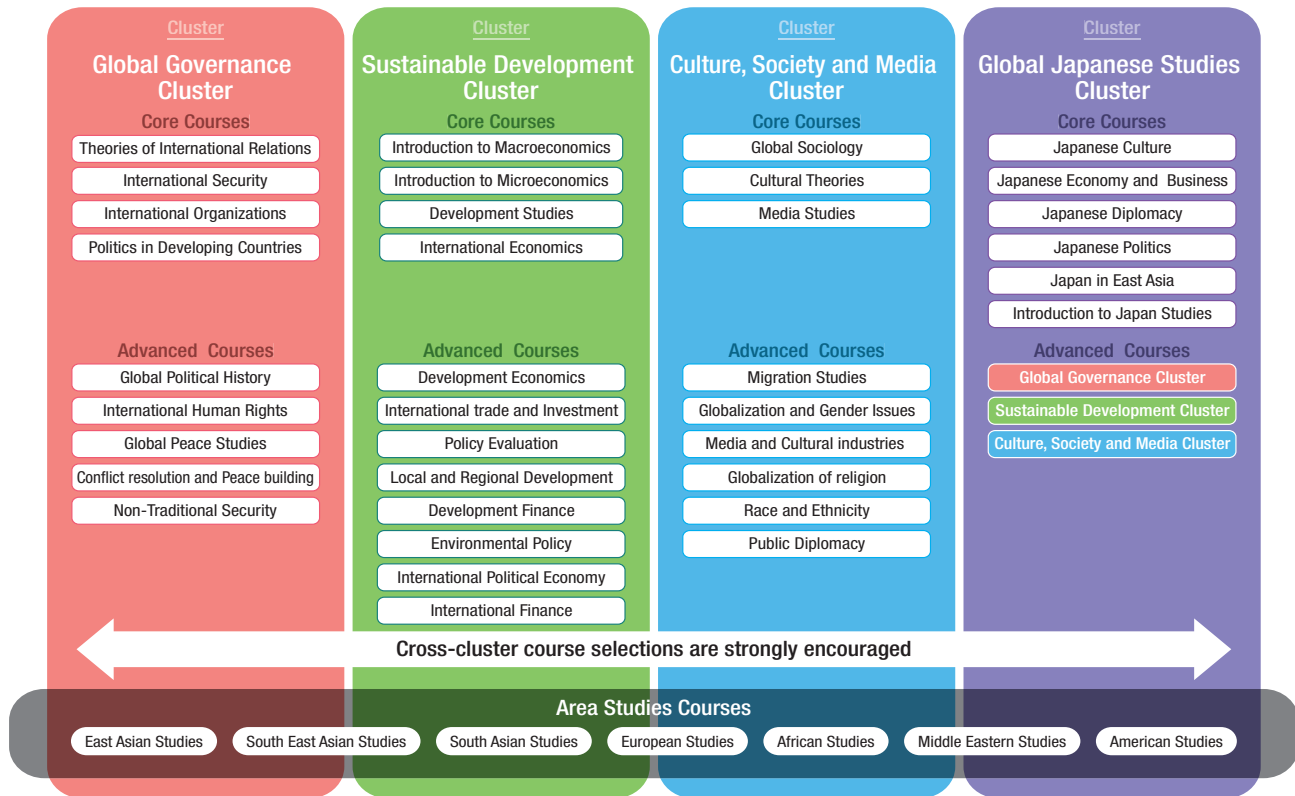 Cluster
Global Governance
Cluster
Core Courses
Theories of International Relations
International Security
International Organizations
Politics in Developing Countries
Advanced Courses
Global Political History
International Human Rights
Global Peace Studies
Conflict resolution and Peace building
Non-Traditional Security
Cluster
Sustainable Development
Cluster
Core Courses
Introduction to Macroeconomics
Introduction to Microeconomics
Development Studies
International Economics
Advanced Courses
Development Economics
International trade and Investment
Policy Evaluation
Local and Regional Development
Development Finance
Environmental Policy
International Political Economy
International Finance
Cluster
Culture, Society and Media
Cluster
Core Courses
Global Sociology
Cultural Theories
Media Studies
Advanced Courses
Migration Studies
Globalization and Gender Issues
Media and Cultural industries
Globalization of religion
Race and Ethnicity
Public Diplomacy
Cluster
Global Japanese Studies
Cluster
Core Courses
Japanese Culture
Japanese Economy and Business
Japanese Diplomacy
Japanese Politics
Japan in East Asia
Introduction to Japan Studies
Advanced Courses
Global Governance Cluster
Sustainable Development Cluster
Culture, Society and Media Cluster
Cross-cluster course selections are strongly encouraged
Area Studies Courses
East Asian Studies
South East Asian Studies
South Asian Studies
European Studies
African Studies
Middle Eastern Studies
American Studies